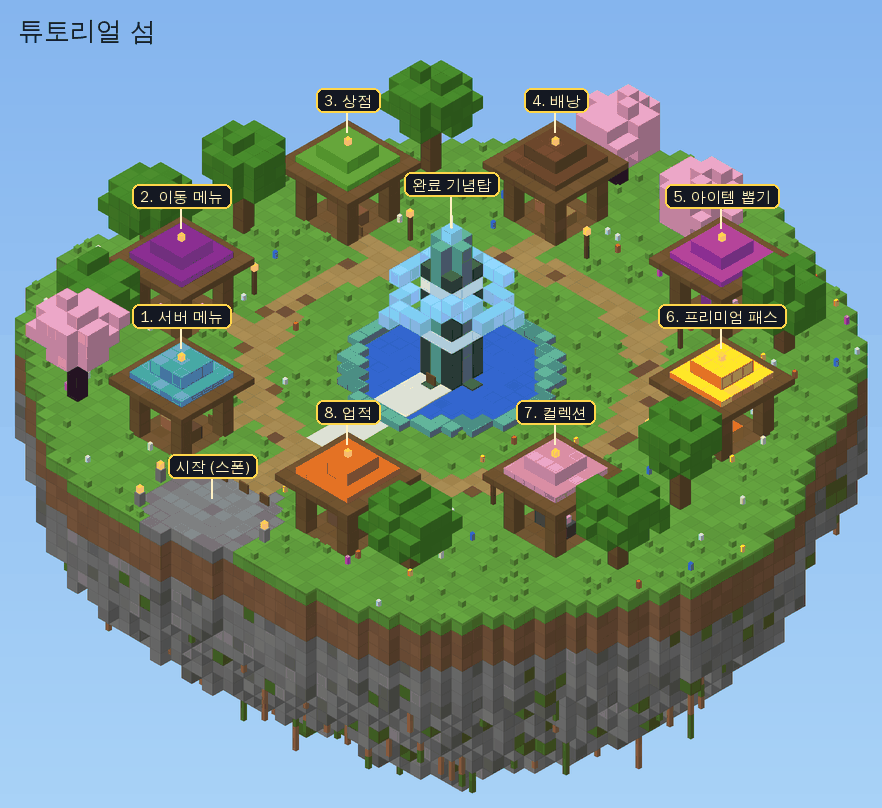 튜토리얼 섬
3. 상점
4. 배낭
완료 기념탑
2. 이동 메뉴
5. 아이템 뽑기
1. 서버 메뉴
6. 프리미엄 패스
8. 업적
7. 컬렉션
시작 (스폰)